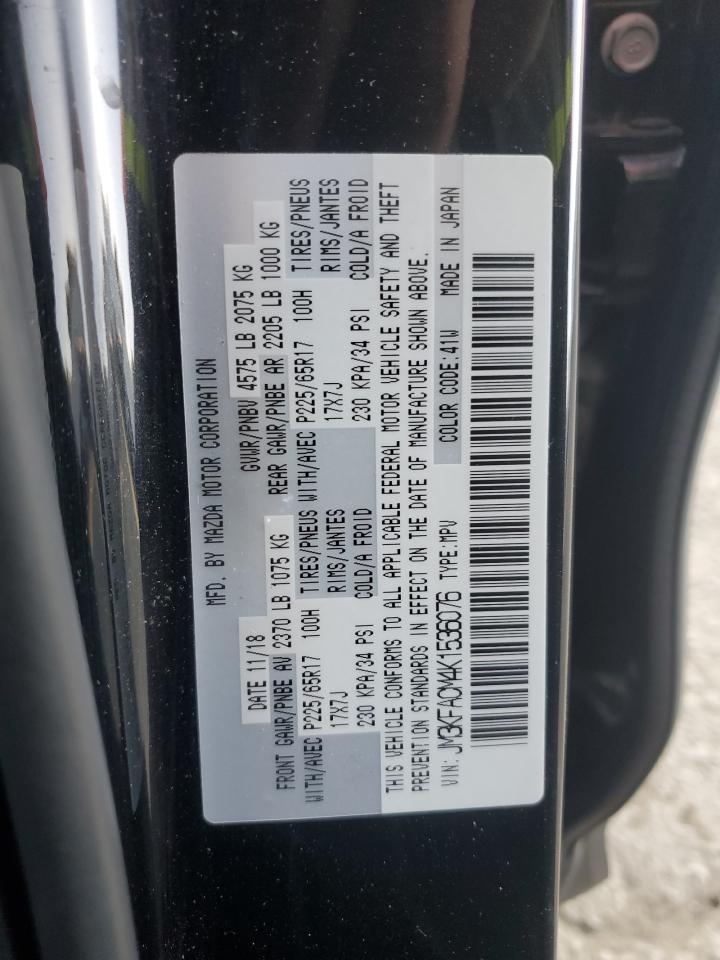 MFD. BY MAZDA MOTOR CORPORATION
DATE 11/18 GVWR/PNBV 4575 LB 2075 KG
FRONT GAWR/PNBE AV 2370 LB 1075 KG REAR GAWR/PNBE AR 2205 LB 1000 KG
WITH/AVEC P225/65R17 100H TIRES/PNEUS WITH/AVEC P225/65R17 100H TIRES/PNEUS
17X7J RIMS/JANTES 17X7J RIMS/JANTES
230 KPA/34 PSI COLD/A FROID 230 KPA/34 PSI COLD/A FROID
THIS VEHICLE CONFORMS TO ALL APPLICABLE FEDERAL MOTOR VEHICLE SAFETY AND THEFT
PREVENTION STANDARDS IN EFFECT ON THE DATE OF MANUFACTURE SHOWN ABOVE.
VIN: JM3KFACM4K1536076 TYPE: MPV COLOR CODE: 41W MADE IN JAPAN